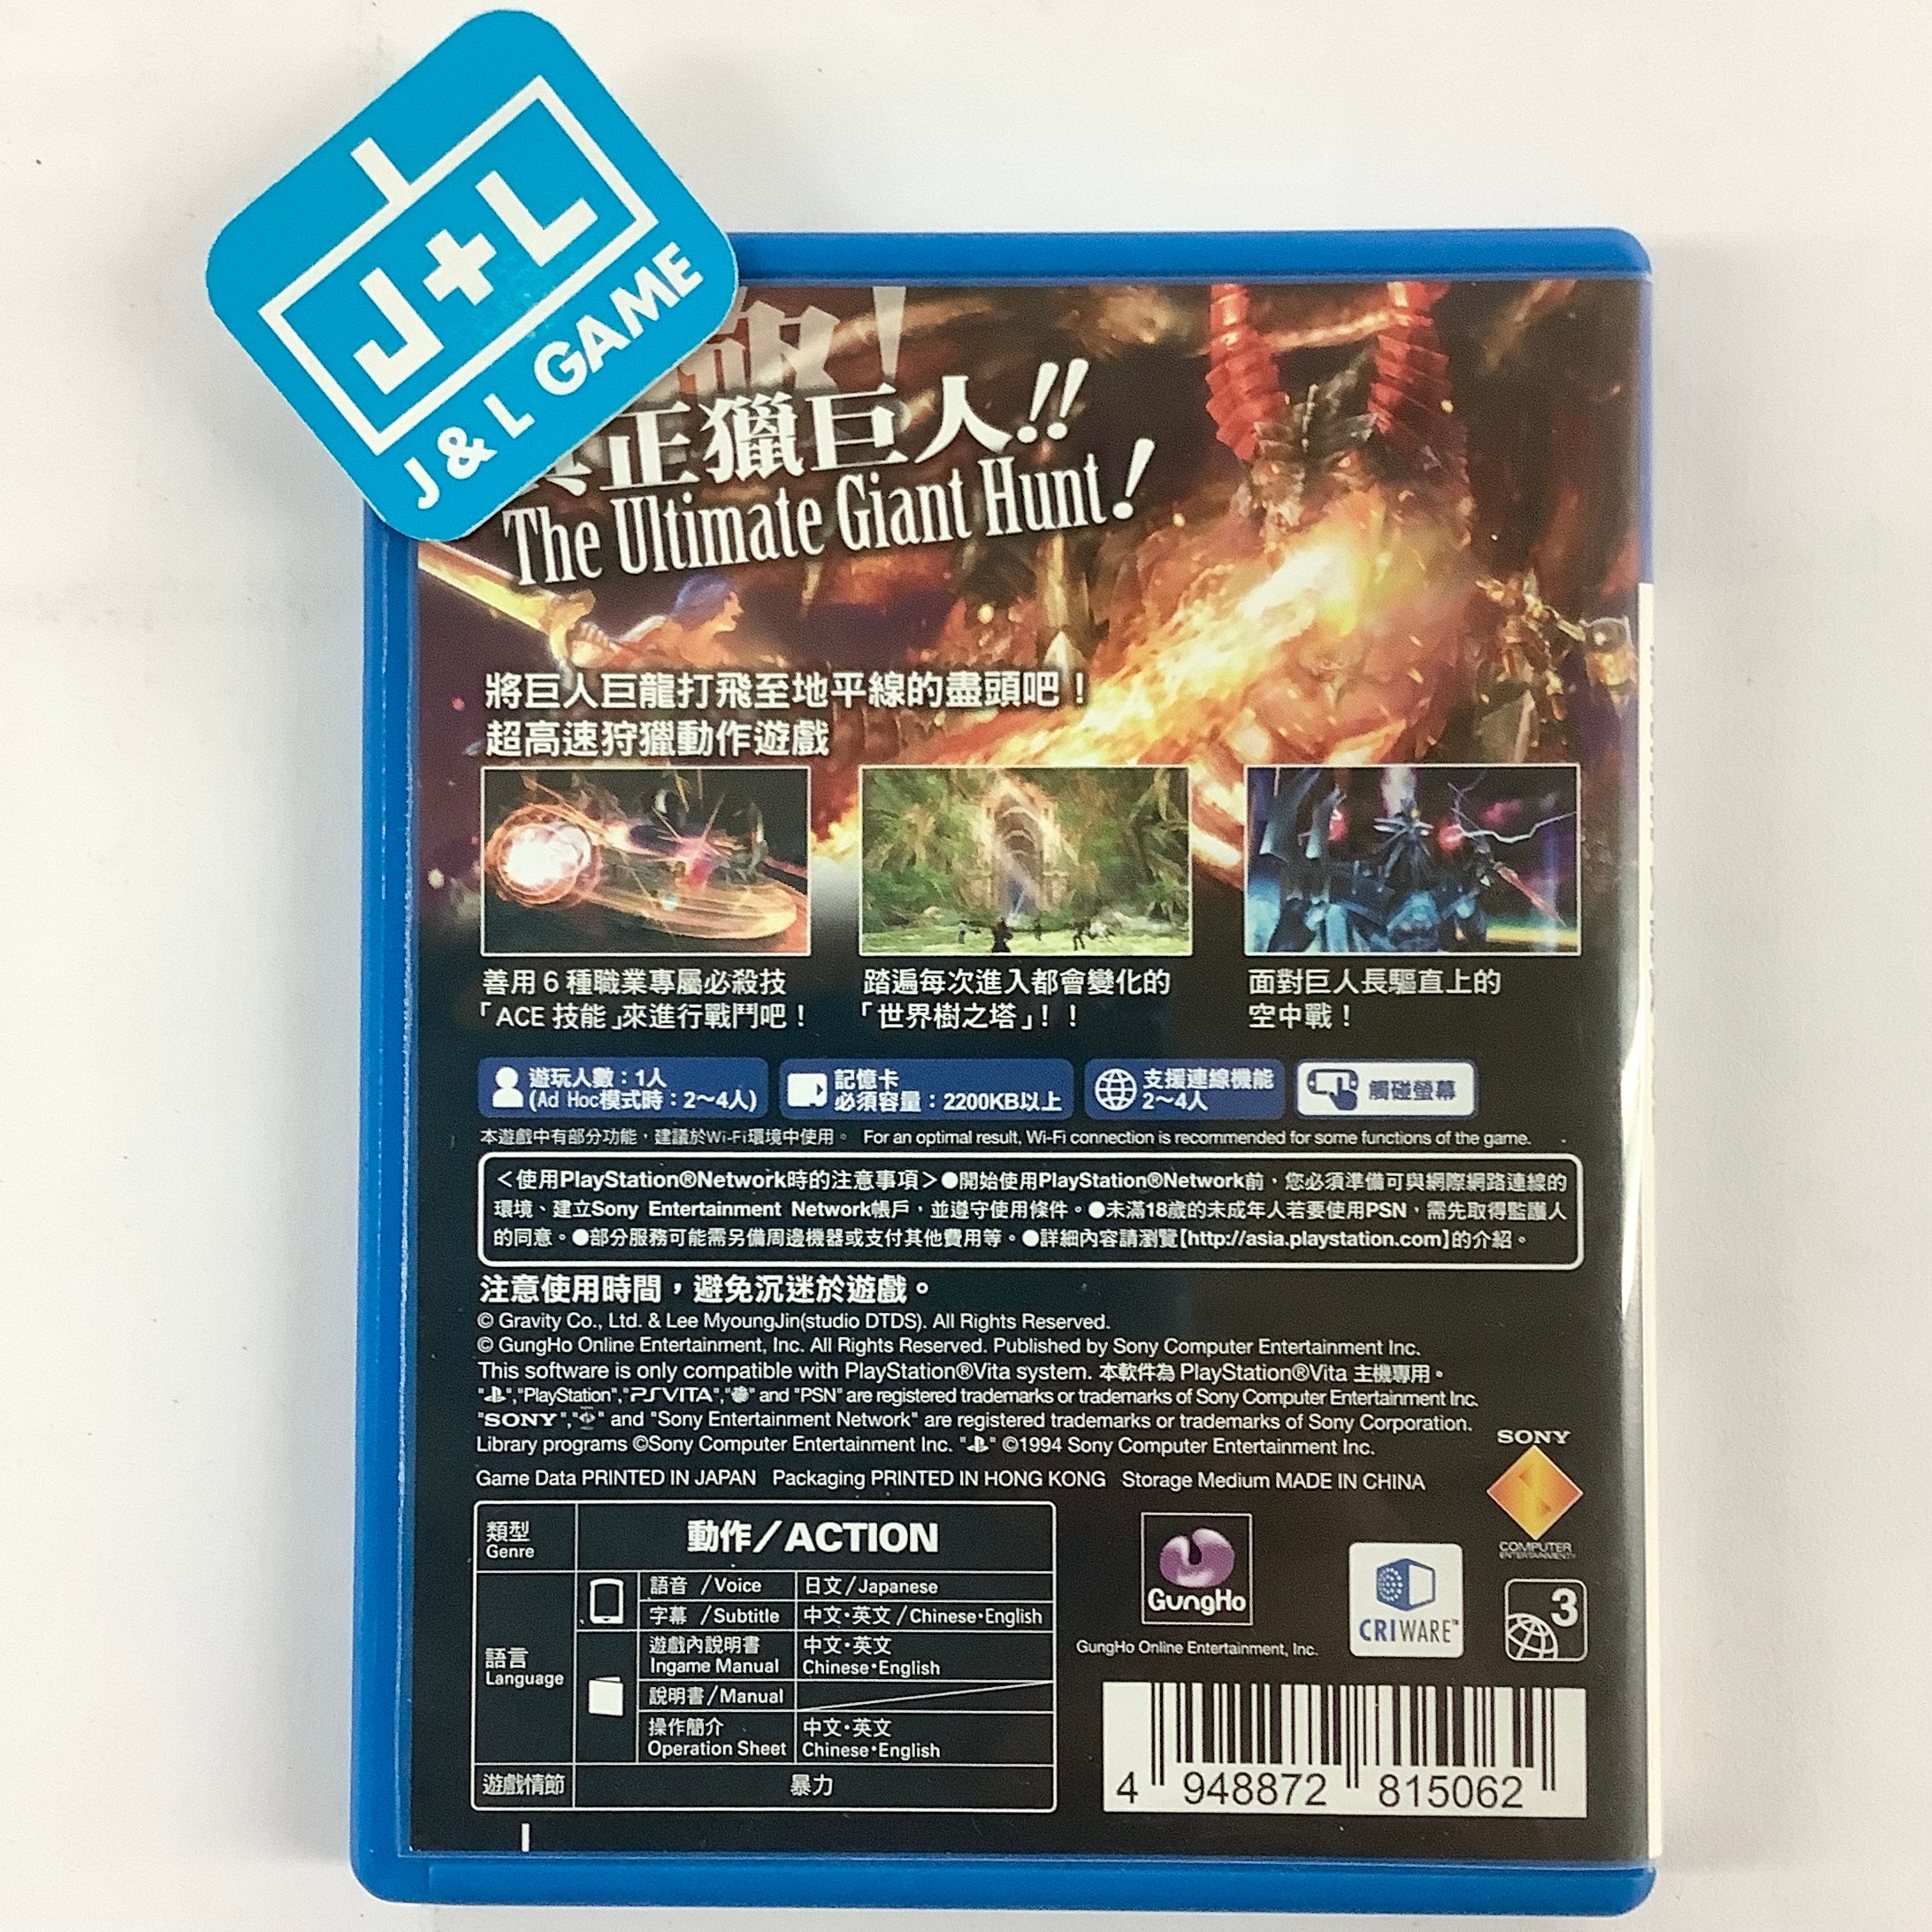 J+L
J & L GAME
正獵巨人!!
The Ultimate Giant Hunt!
將巨人巨龍打飛至地平線的盡頭吧！
超高速狩獵動作遊戲
善用6種職業專屬必殺技
「ACE 技能」來進行戰鬥吧！
踏遍每次進入都會變化的
「世界樹之塔」！！
面對巨人長驅直上的
空中戰！
遊玩人數：1人
(Ad Hoc模式時：2～4人)
記憶卡
必須容量：2200KB以上
支援連線機能
2～4人
觸碰螢幕
本遊戲中有部分功能，建議於Wi-Fi環境中使用。 For an optimal result, Wi-Fi connection is recommended for some functions of the game.
＜使用PlayStation®Network時的注意事項＞●開始使用PlayStation®Network前，您必須準備可與網際網路連線的
環境、建立Sony Entertainment Network帳戶，並遵守使用條件。●未滿18歲的未成年人若要使用PSN，需先取得監護人
的同意。●部分服務可能需另備周邊機器或支付其他費用等。●詳細內容請瀏覽【http://asia.playstation.com】的介紹。
注意使用時間，避免沉迷於遊戲。
© Gravity Co., Ltd. & Lee MyoungJin(studio DTDS). All Rights Reserved.
© GungHo Online Entertainment, Inc. All Rights Reserved. Published by Sony Computer Entertainment Inc.
This software is only compatible with PlayStation®Vita system. 本軟件為 PlayStation®Vita 主機專用。
"", "PlayStation", "PSVITA", "" and "PSN" are registered trademarks or trademarks of Sony Computer Entertainment Inc.
"SONY", "" and "Sony Entertainment Network" are registered trademarks or trademarks of Sony Corporation.
Library programs ©Sony Computer Entertainment Inc. "" ©1994 Sony Computer Entertainment Inc.
Game Data PRINTED IN JAPAN Packaging PRINTED IN HONG KONG Storage Medium MADE IN CHINA
SONY
COMPUTER
ENTERTAINMENT
類型
Genre
動作／ACTION
語言
Language
語音 /Voice 日文/Japanese
字幕 /Subtitle 中文·英文/Chinese·English
遊戲內說明書 中文·英文
Ingame Manual Chinese·English
說明書/Manual
操作簡介 中文·英文
Operation Sheet Chinese·English
遊戲情節 暴力
GungHo
GungHo Online Entertainment, Inc.
CRIWARE™
3
4 948872 815062